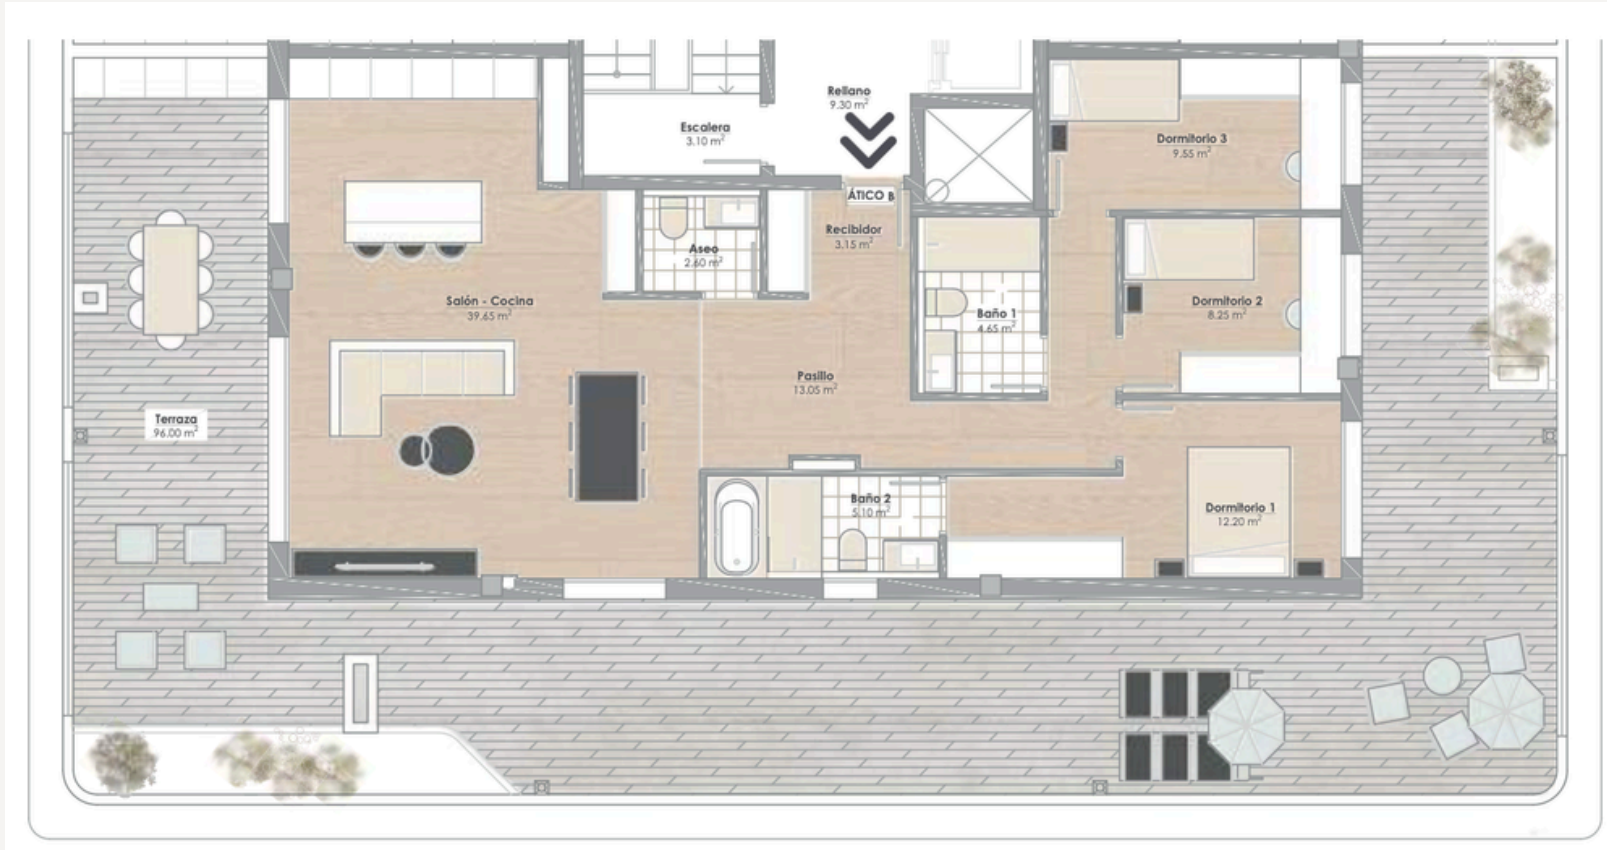 Rellano
9.30 m²
Escalera
3.10 m²
Dormitorio 3
9.55 m²
ÁTICO B
Recibidor
3.15 m²
Aseo
2.60 m²
Salón - Cocina
39.65 m²
Baño 1
4.65 m²
Dormitorio 2
8.25 m²
Pasillo
13.05 m²
Terraza
96.00 m²
Baño 2
5.10 m²
Dormitorio 1
12.20 m²